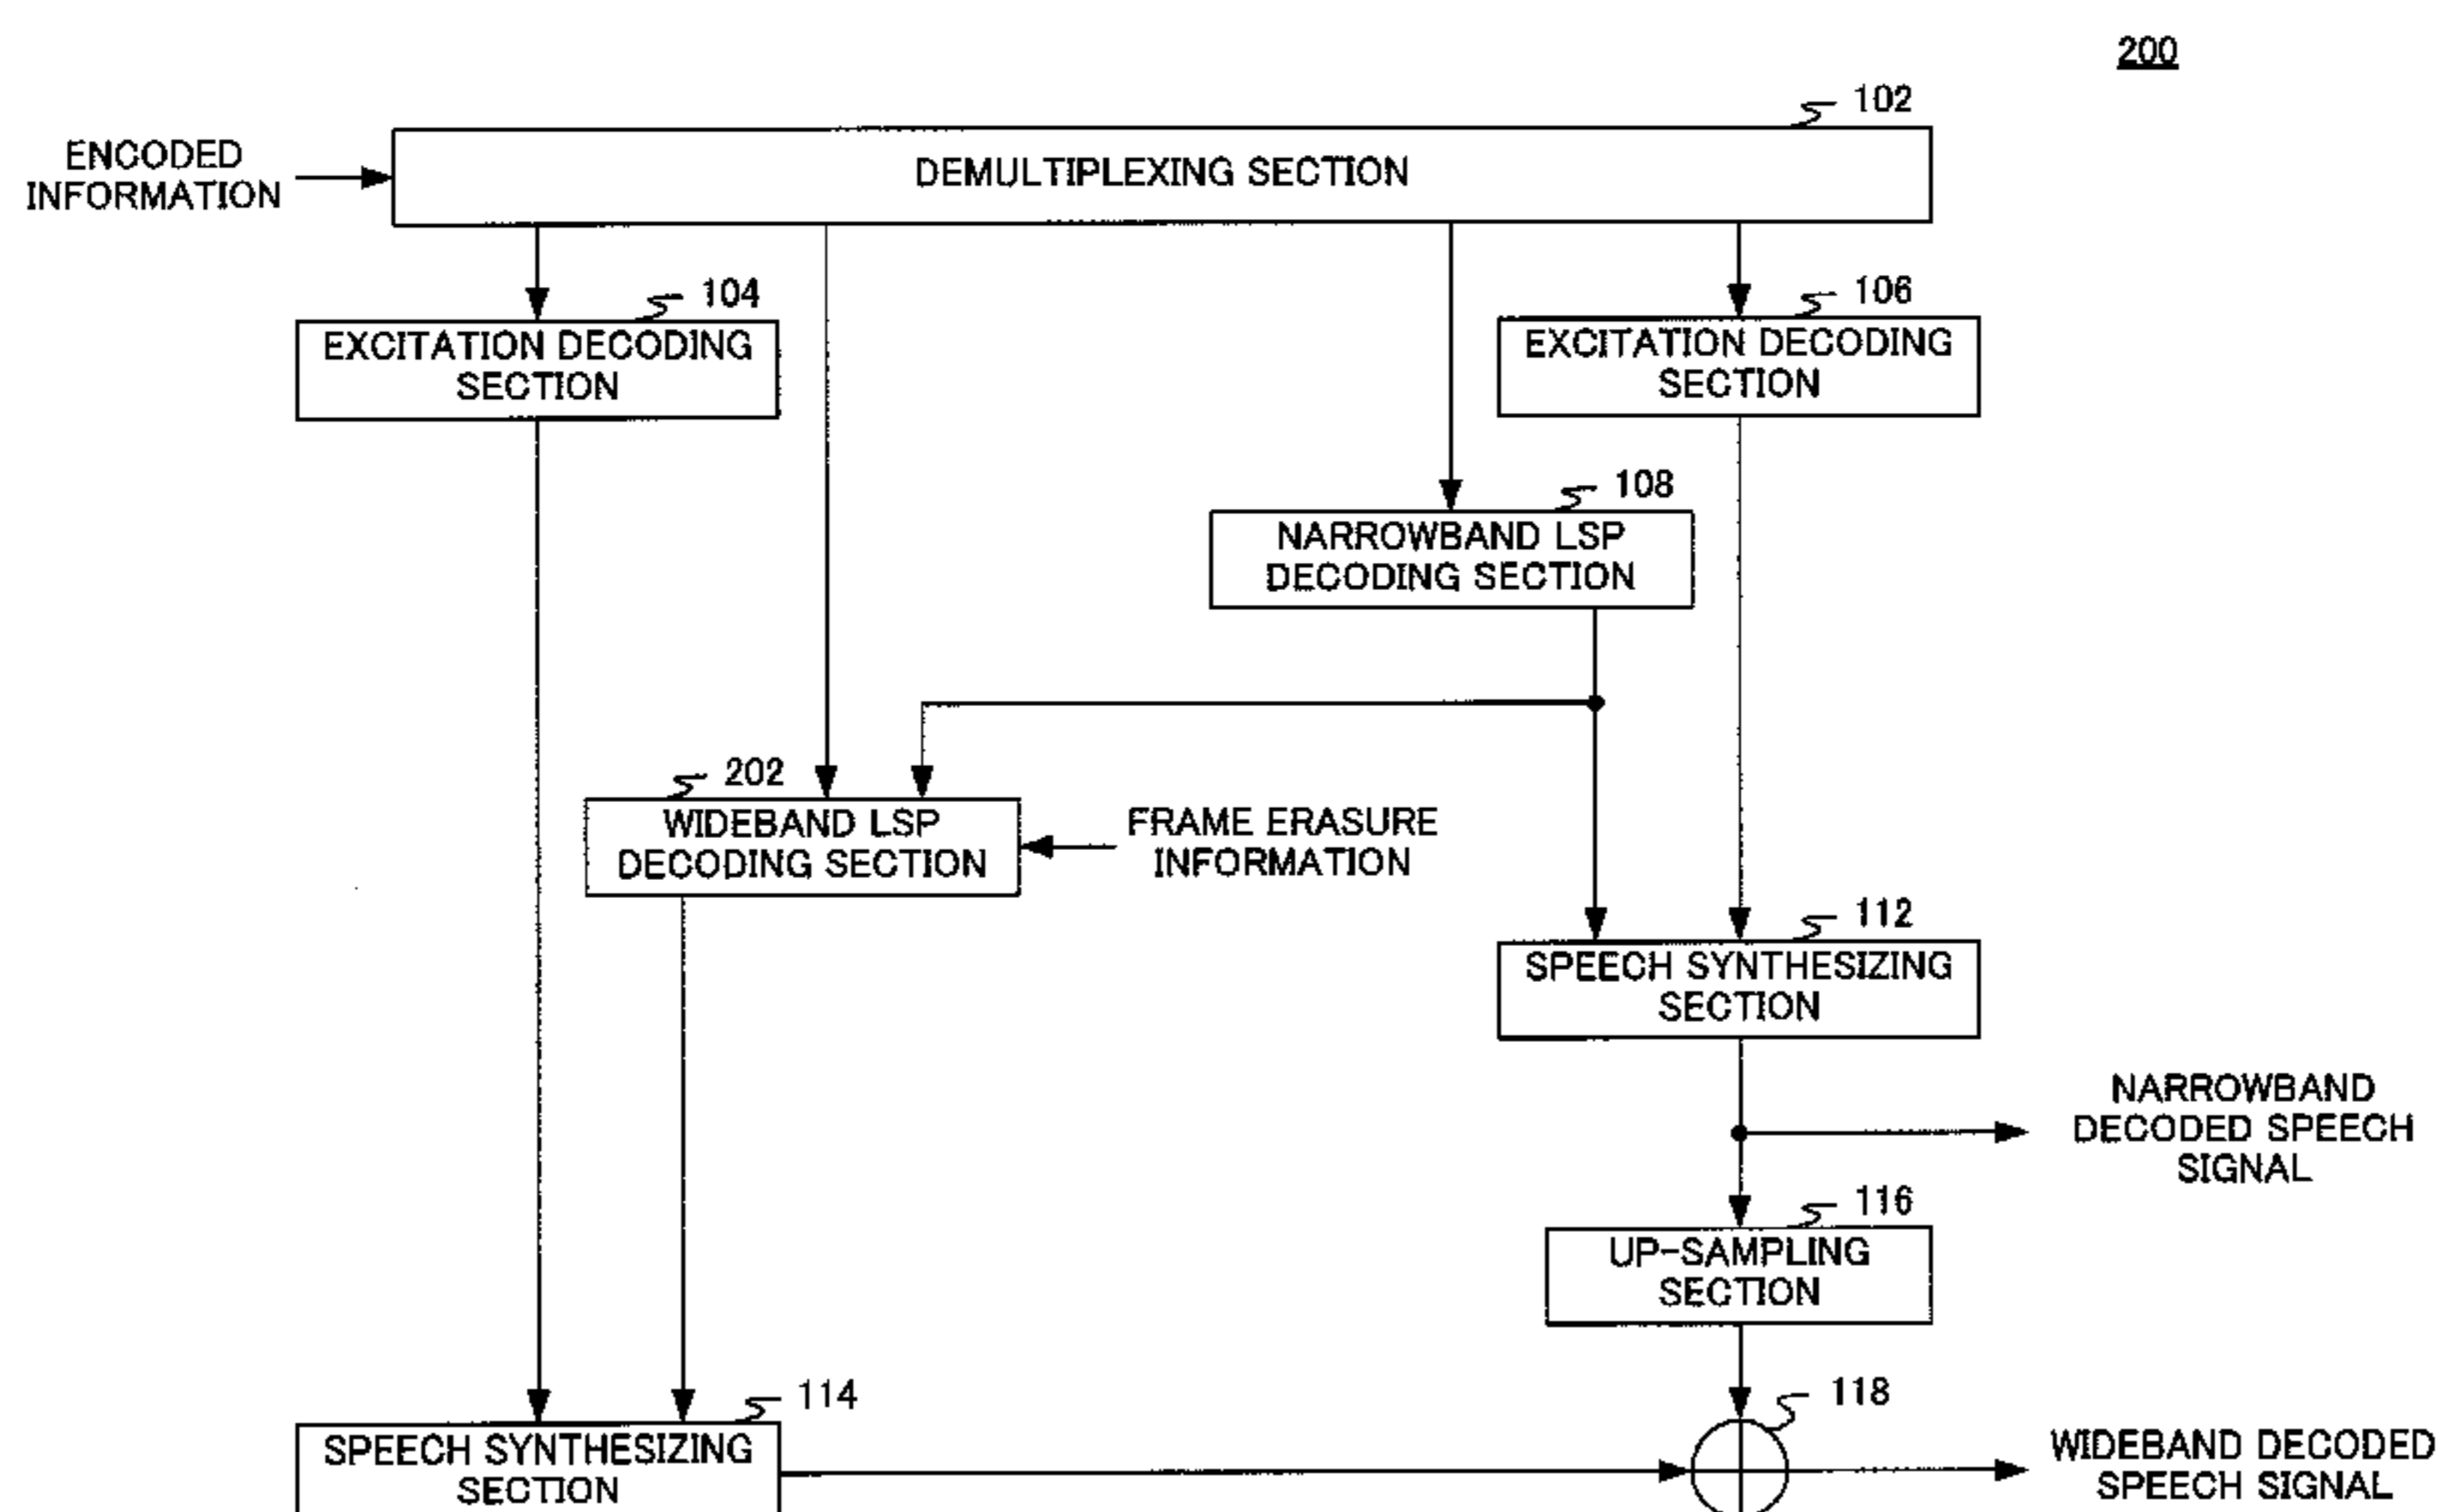 200
102
ENCODED
INFORMATION
DEMULTIPLEXING SECTION
104
106
EXCITATION DECODING
SECTION
EXCITATION DECODING
SECTION
108
NARROWBAND LSP
DECODING SECTION
202
WIDEBAND LSP
DECODING SECTION
FRAME ERASURE
INFORMATION
112
SPEECH SYNTHESIZING
SECTION
NARROWBAND
DECODED SPEECH
SIGNAL
116
UP-SAMPLING
SECTION
114
118
SPEECH SYNTHESIZING
SECTION
WIDEBAND DECODED
SPEECH SIGNAL